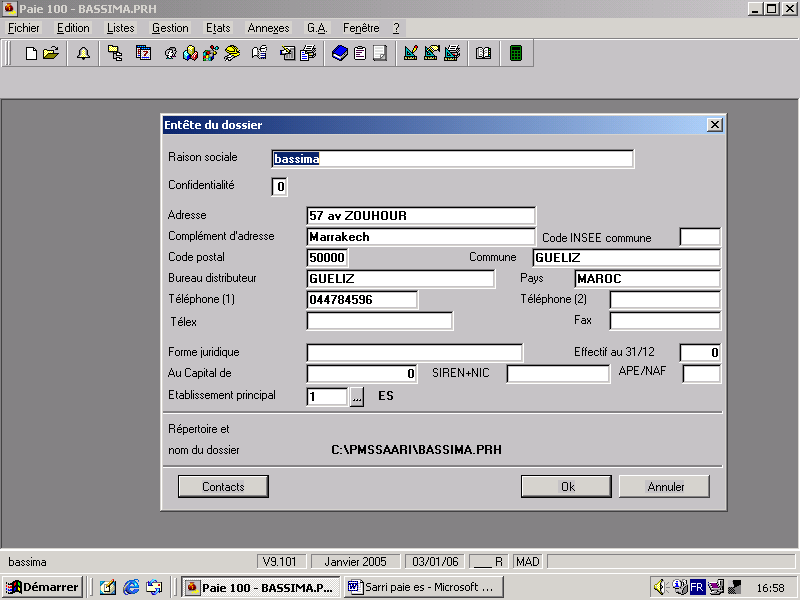 Paie 100 - BASSIMA.PRH
Fichier Edition Listes Gestion Etats Annexes G.A. Fenêtre ?
Entête du dossier
Raison sociale bassima
Confidentialité 0
Adresse 57 av ZOUHOUR
Complément d'adresse Marrakech Code INSEE commune
Code postal 50000 Commune GUELIZ
Bureau distributeur GUELIZ Pays MAROC
Téléphone (1) 044784596 Téléphone (2)
Télex Fax
Forme juridique Effectif au 31/12 0
Au Capital de 0 SIREN+NIC APE/NAF
Etablissement principal 1 ... ES
Répertoire et
nom du dossier C:\PMSSAARI\BASSIMA.PRH
Contacts Ok Annuler
bassima V9.101 Janvier 2005 03/01/06 ___ R MAD
Démarrer Paie 100 - BASSIMA.P... Sarri paie es - Microsoft ... FR 16:58